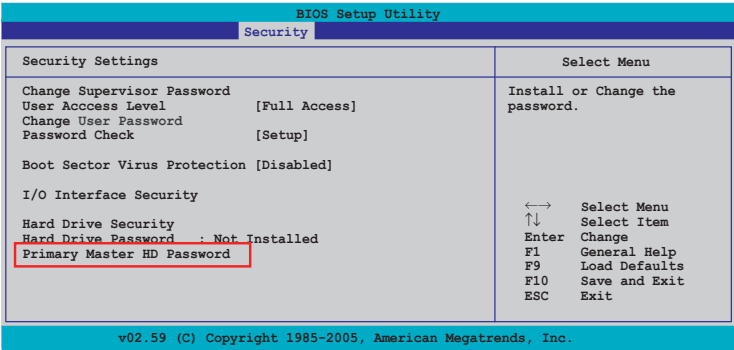 BIOS Setup Utility
Security
Security Settings
Change Supervisor Password
User Acccess Level [Full Access]
Change User Password
Password Check [Setup]
Boot Sector Virus Protection [Disabled]
I/O Interface Security
Hard Drive Security
Hard Drive Password : Not Installed
Primary Master HD Password
Select Menu
Install or Change the
password.
←→ Select Menu
↑↓ Select Item
Enter Change
F1 General Help
F9 Load Defaults
F10 Save and Exit
ESC Exit
v02.59 (C) Copyright 1985-2005, American Megatrends, Inc.